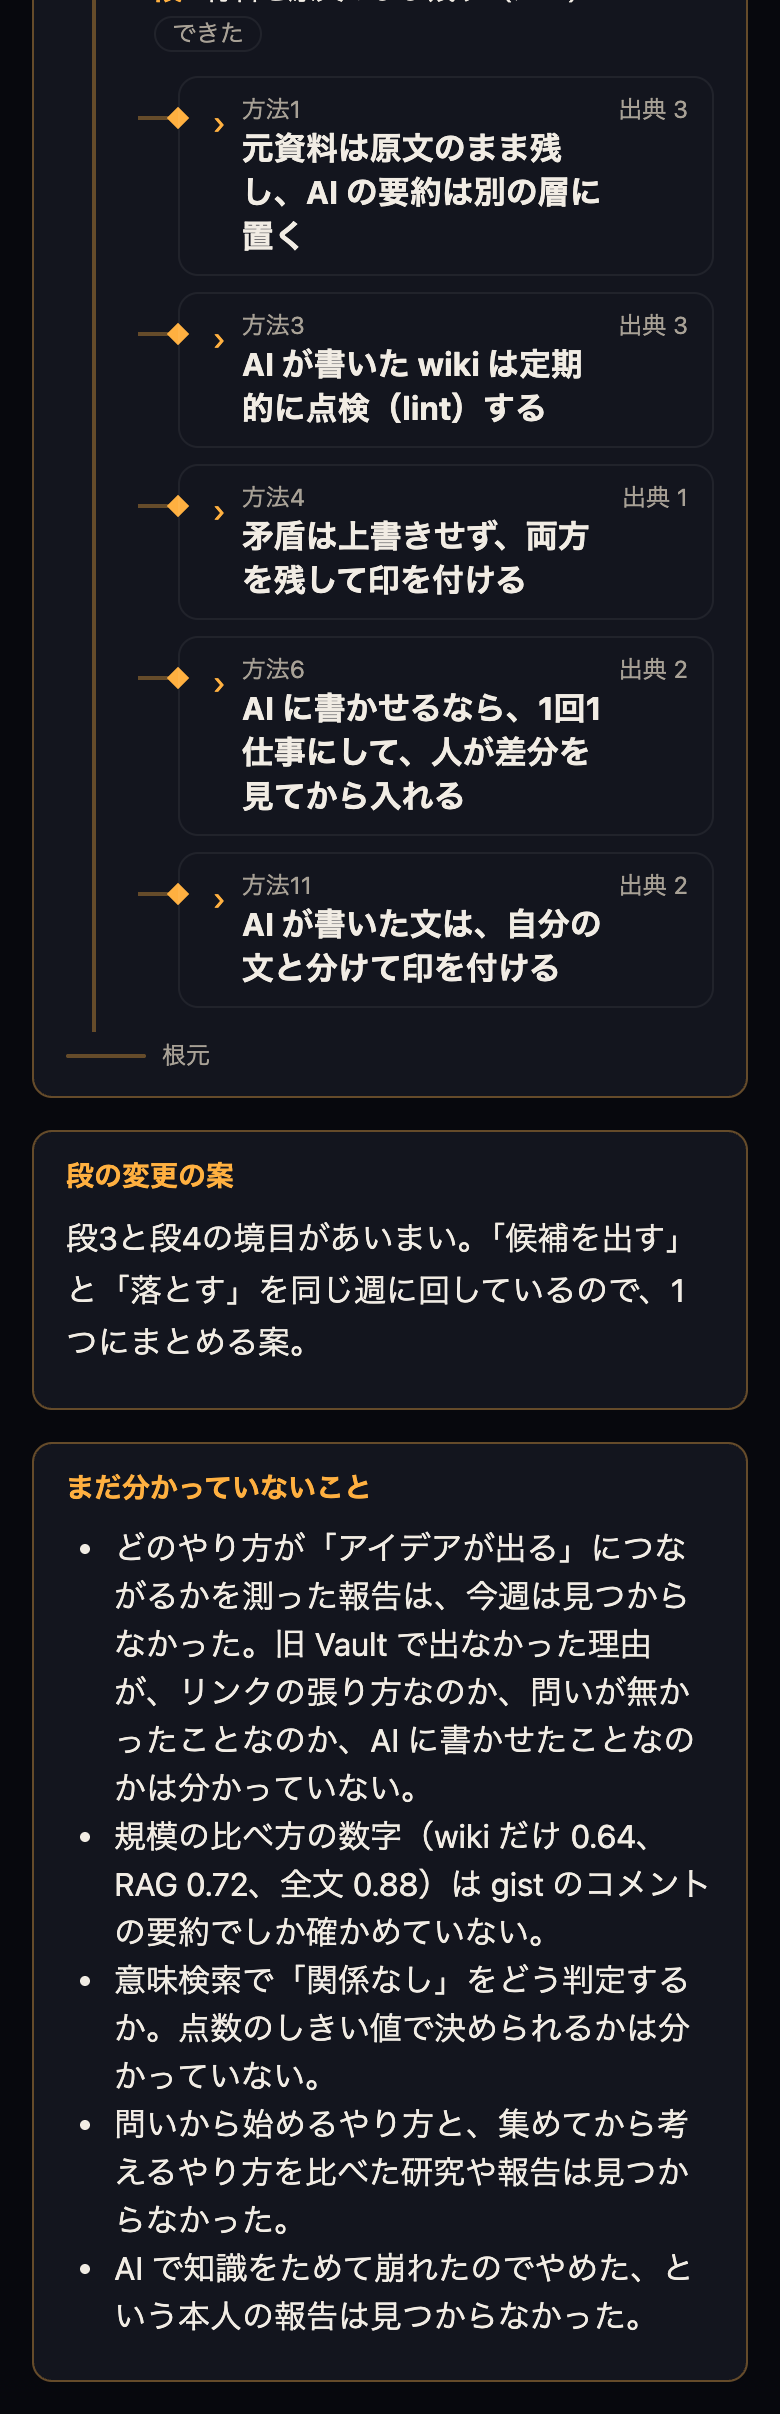 できた
方法1 出典 3
元資料は原文のまま残
し、AI の要約は別の層に
置く
方法3 出典 3
AI が書いた wiki は定期
的に点検（lint）する
方法4 出典 1
矛盾は上書きせず、両方
を残して印を付ける
方法6 出典 2
AI に書かせるなら、1回1
仕事にして、人が差分を
見てから入れる
方法11 出典 2
AI が書いた文は、自分の
文と分けて印を付ける
根元
段の変更の案
段3と段4の境目があいまい。「候補を出す」
と「落とす」を同じ週に回しているので、1
つにまとめる案。
まだ分かっていないこと
• どのやり方が「アイデアが出る」につな
がるかを測った報告は、今週は見つから
なかった。旧 Vault で出なかった理由
が、リンクの張り方なのか、問いが無か
ったことなのか、AI に書かせたことなの
かは分かっていない。
• 規模の比べ方の数字（wiki だけ 0.64、
RAG 0.72、全文 0.88）は gist のコメント
の要約でしか確かめていない。
• 意味検索で「関係なし」をどう判定する
か。点数のしきい値で決められるかは分
かっていない。
• 問いから始めるやり方と、集めてから考
えるやり方を比べた研究や報告は見つか
らなかった。
• AI で知識をためて崩れたのでやめた、と
いう本人の報告は見つからなかった。